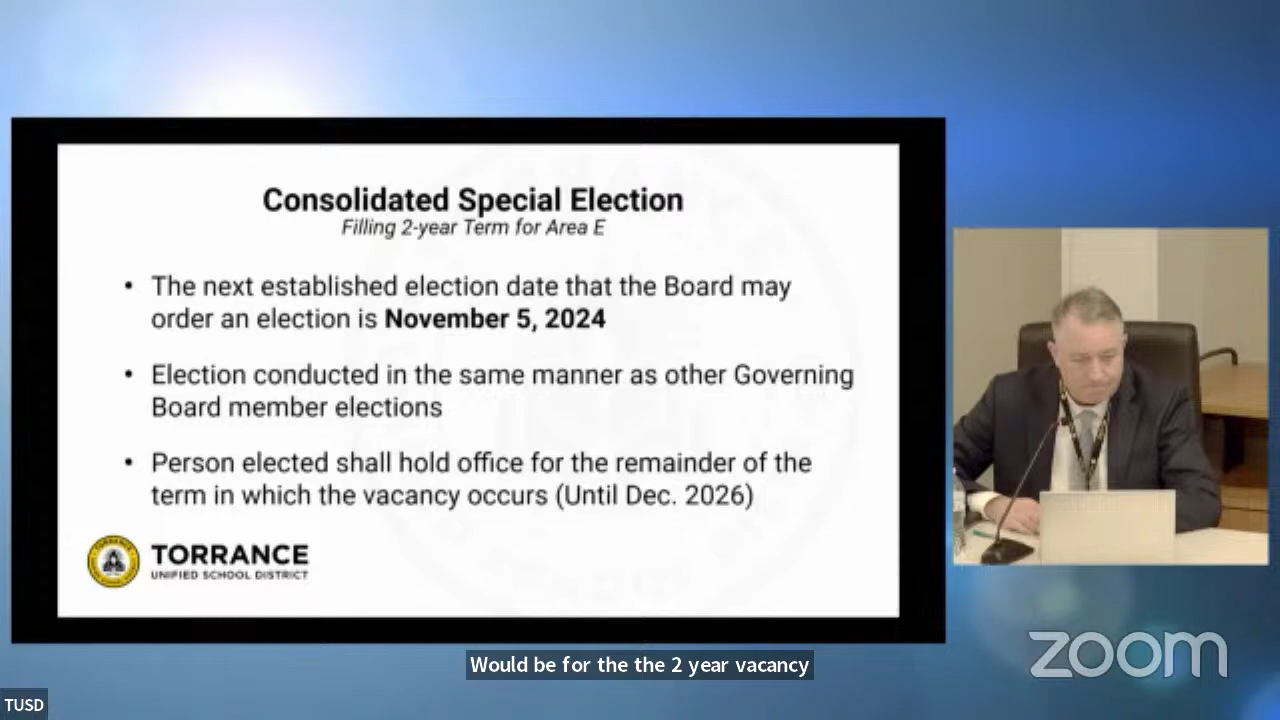 Consolidated Special Election
Filling 2-year Term for Area E
• The next established election date that the Board may
order an election is November 5, 2024
• Election conducted in the same manner as other Governing
Board member elections
• Person elected shall hold office for the remainder of the
term in which the vacancy occurs (Until Dec. 2026)
TORRANCE
UNIFIED SCHOOL DISTRICT
zoom
Would be for the the 2 year vacancy
TUSD